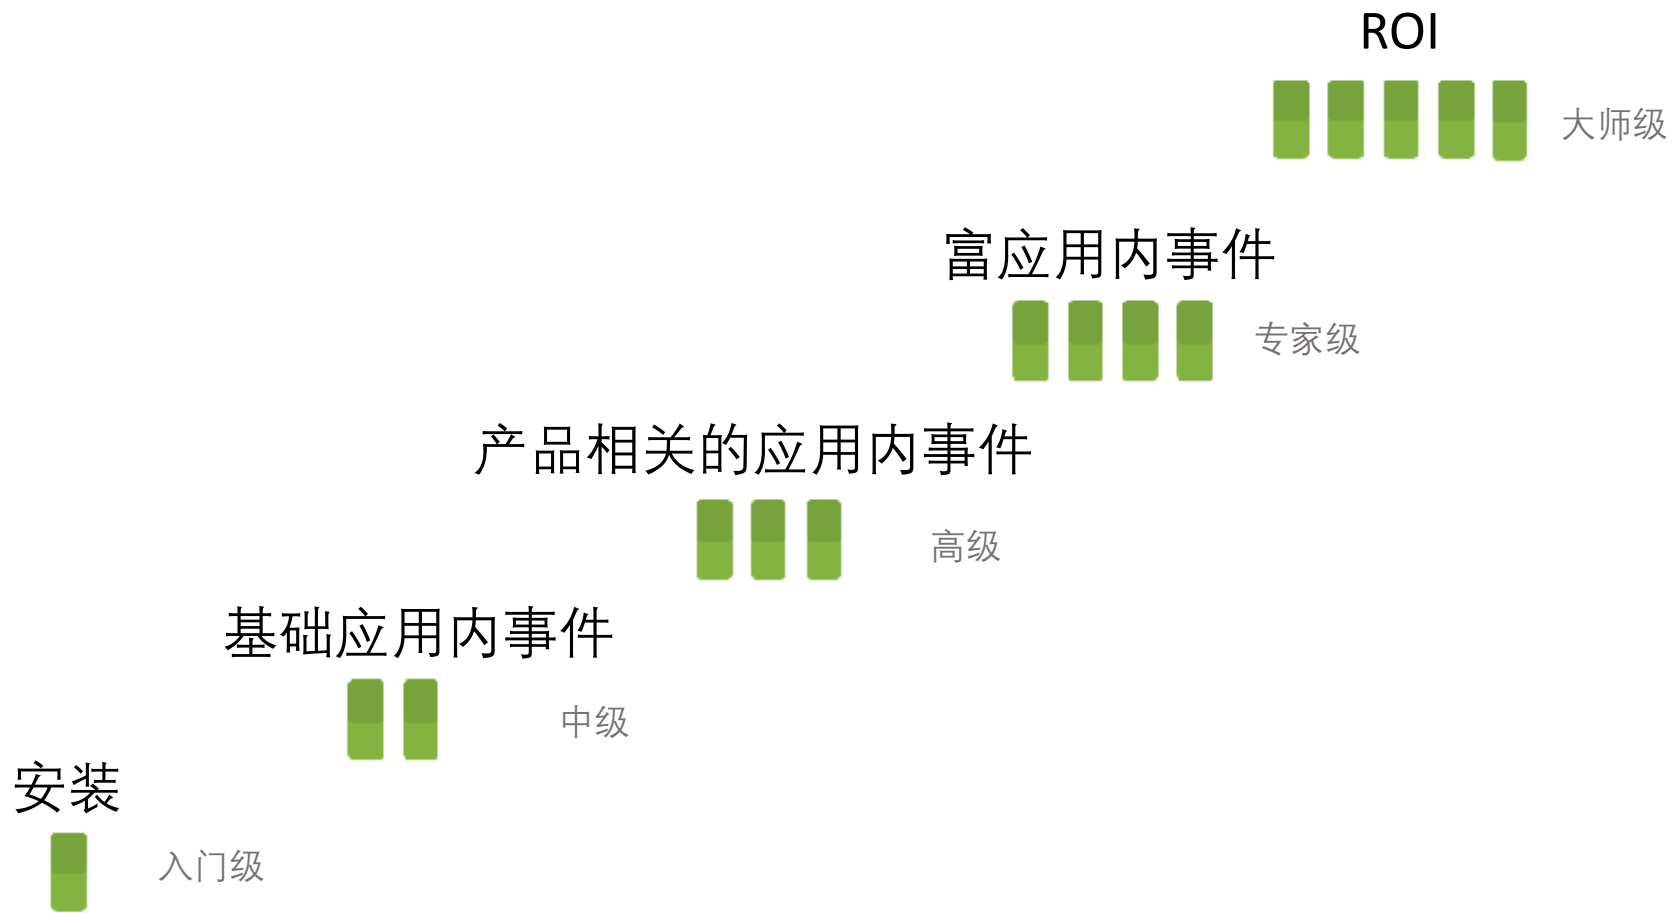 ROI
大师级
富应用内事件
专家级
产品相关的应用内事件
高级
基础应用内事件
中级
安装
入门级